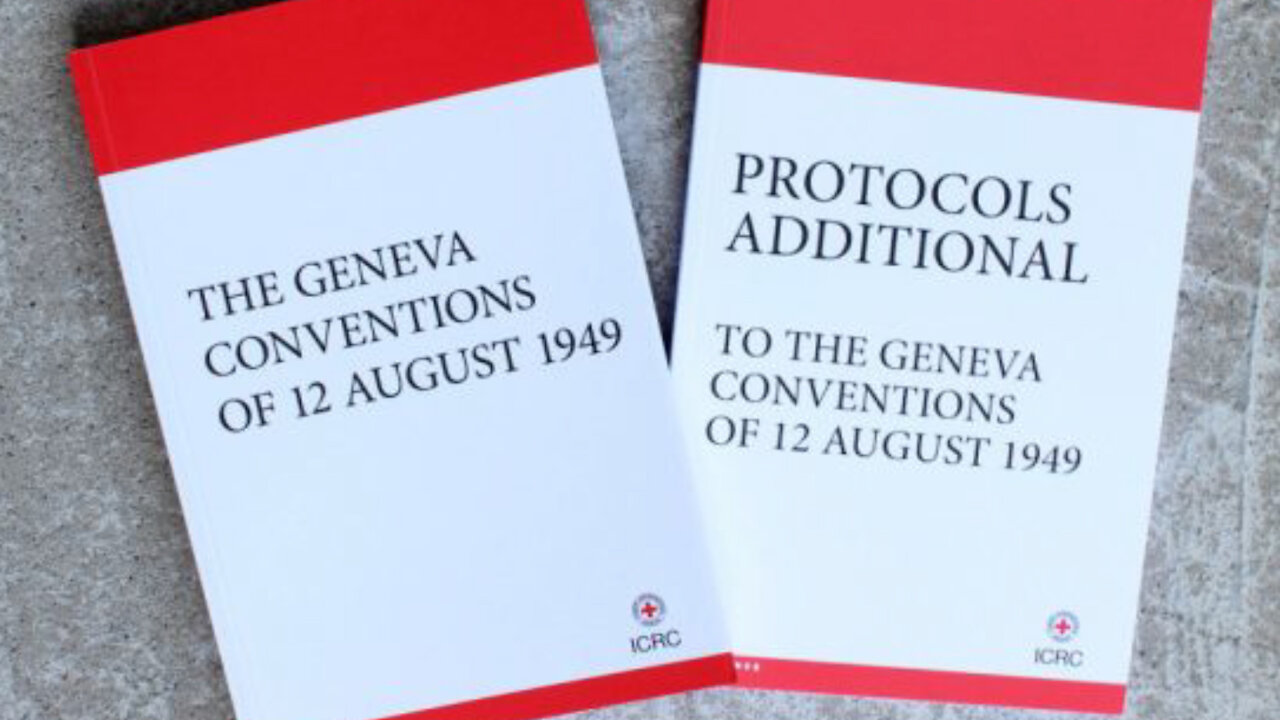 THE GENEVA
CONVENTIONS
OF 12 AUGUST 1949
ICRC
PROTOCOLS
ADDITIONAL
TO THE GENEVA
CONVENTIONS
OF 12 AUGUST 1949
ICRC